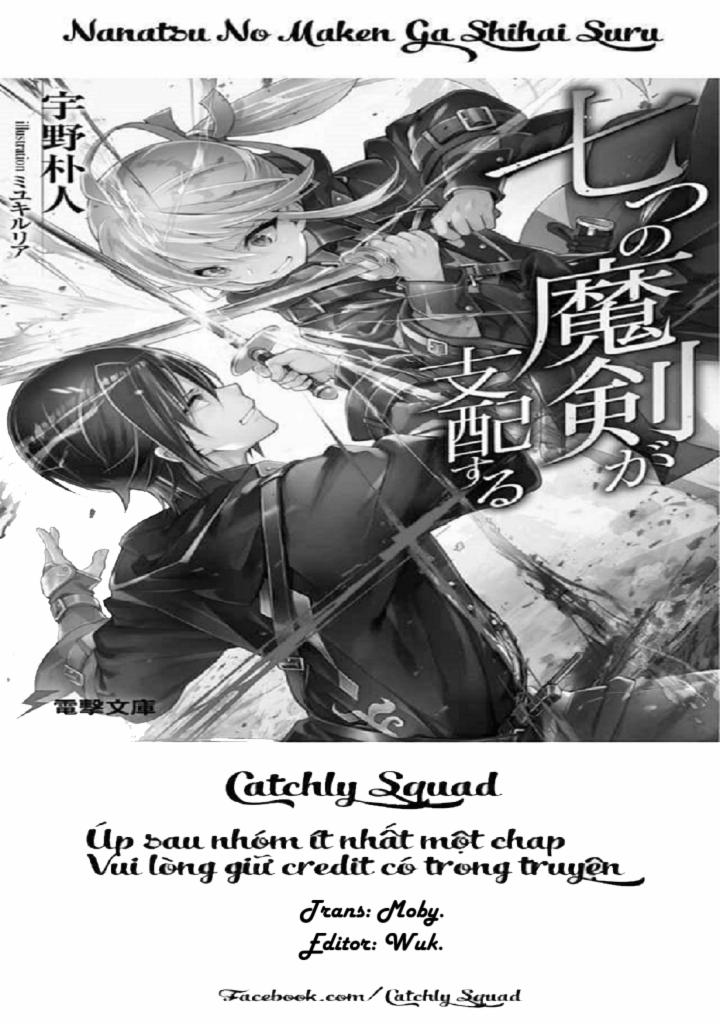 Nanatsu No Maken Ga Shihai Suru
宇野朴人
illustration ミユキルリア
七つの
魔剣が
支配する
電撃文庫
Catchly Squad
Úp sau nhóm ít nhất một chap
Vui lòng giữ credit có trong truyện
Trans: Moby.
Editor: Wuk.
Facebook.com/Catchly Squad